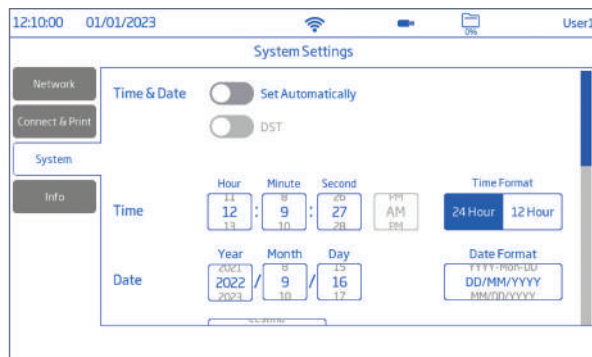 12:10:00 01/01/2023 0% User1
System Settings
Network
Connect & Print
System
Info
Time & Date Set Automatically
DST
Hour Minute Second Time Format
11 8 26 PM
Time 12 : 9 : 27 AM 24 Hour 12 Hour
13 10 28 PM
Year Month Day Date Format
2021 8 15 YYYY-Mon-DD
Date 2022 / 9 / 16 DD/MM/YYYY
2023 10 17 MM/DD/YYYY